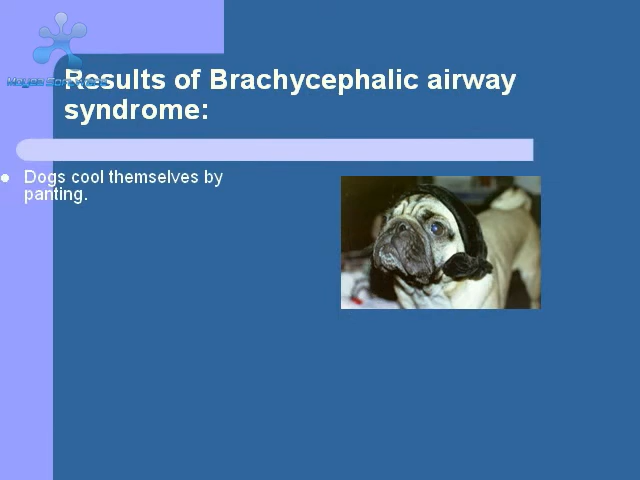 Results of Brachycephalic airway
syndrome:
Dogs cool themselves by
panting.